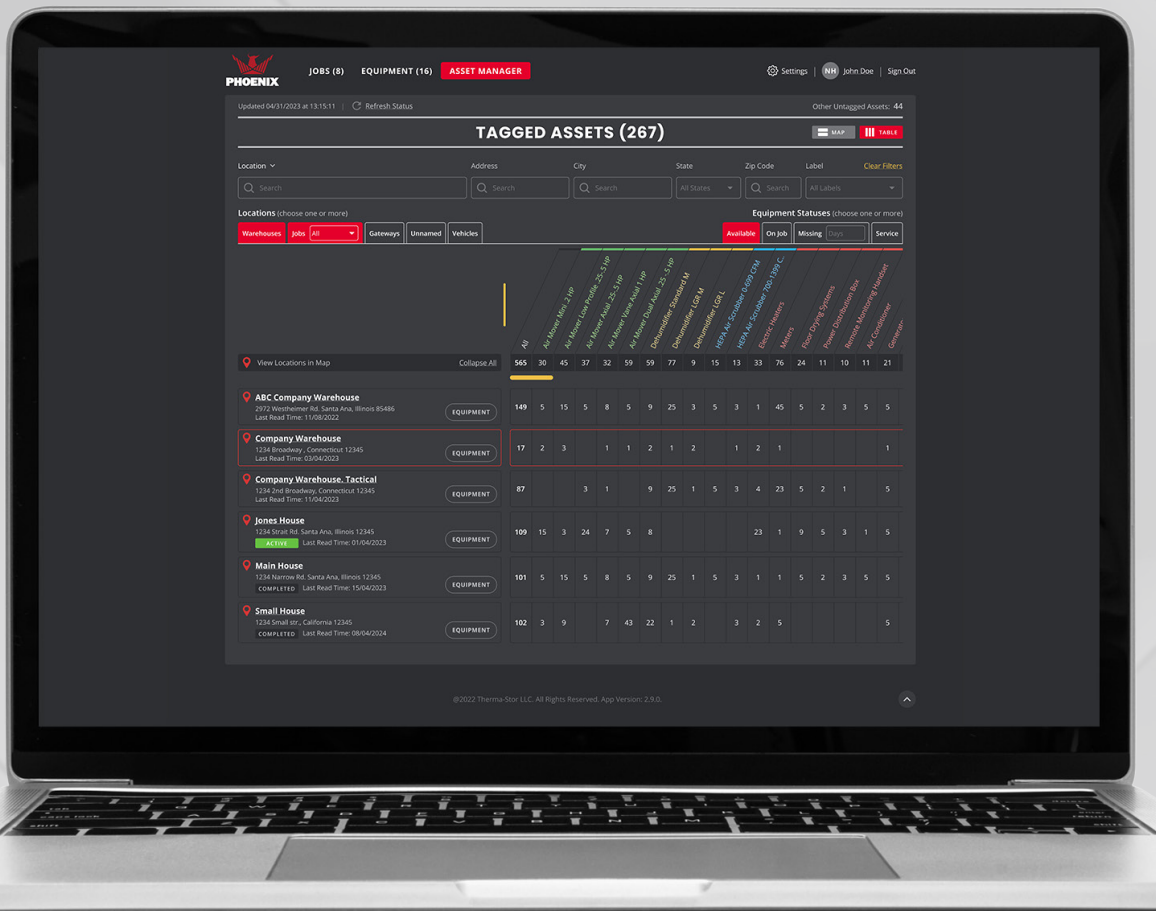 PHOENIX
JOBS (8) EQUIPMENT (16) ASSET MANAGER
Settings | NH John Doe | Sign Out
Updated 04/31/2023 at 13:15:11 | Refresh Status
Other Untagged Assets: 44
TAGGED ASSETS (267)
MAP TABLE
Location Address City State Zip Code Label Clear Filters
Search Search Search All States Search All Labels
Locations (choose one or more) Equipment Statuses (choose one or more)
Warehouses Jobs All Gateways Unnamed Vehicles Available On Job Missing Days Service
All
Air Mover Mini .2 HP
Air Mover Low Profile .25-.5 HP
Air Mover Axial .25-.5 HP
Air Mover Vane Axial 1 HP
Air Mover Dual Axial .25 -.5 HP
Dehumidifier Standard M
Dehumidifier LGR M
Dehumidifier LGR L
HEPA Air Scrubber 0-699 CFM
HEPA Air Scrubber 700-1399 C...
Electric Heaters
Meters
Floor Drying Systems
Power Distribution Box
Remote Monitoring Handset
Air Conditioner
View Locations in Map Collapse All 565 30 45 37 32 59 59 77 9 15 13 33 76 24 11 10 11 21
ABC Company Warehouse
2972 Westheimer Rd. Santa Ana, Illinois 85486
Last Read Time: 11/08/2022
EQUIPMENT 149 5 15 5 8 5 9 25 3 5 3 1 45 5 2 3 5 5
Company Warehouse
1234 Broadway , Connecticut 12345
Last Read Time: 03/04/2023
EQUIPMENT 17 2 3 1 1 2 1 2 1 2 1 1
Company Warehouse. Tactical
1234 2nd Broadway, Connecticut 12345
Last Read Time: 11/04/2023
EQUIPMENT 87 3 1 9 25 1 5 3 4 23 5 2 1 5
Jones House
1234 Strait Rd. Santa Ana, Illinois 12345
ACTIVE Last Read Time: 01/04/2023
EQUIPMENT 109 15 3 24 7 5 8 23 1 9 5 3 1 5
Main House
1234 Narrow Rd. Santa Ana, Illinois 12345
COMPLETED Last Read Time: 15/04/2023
EQUIPMENT 101 5 15 5 8 5 9 25 1 5 3 1 1 5 2 3 5 5
Small House
1234 Small str., California 12345
COMPLETED Last Read Time: 08/04/2024
EQUIPMENT 102 3 9 7 43 22 1 2 3 2 5 5
@2022 Therma-Stor LLC. All Rights Reserved. App Version: 2.9.0.